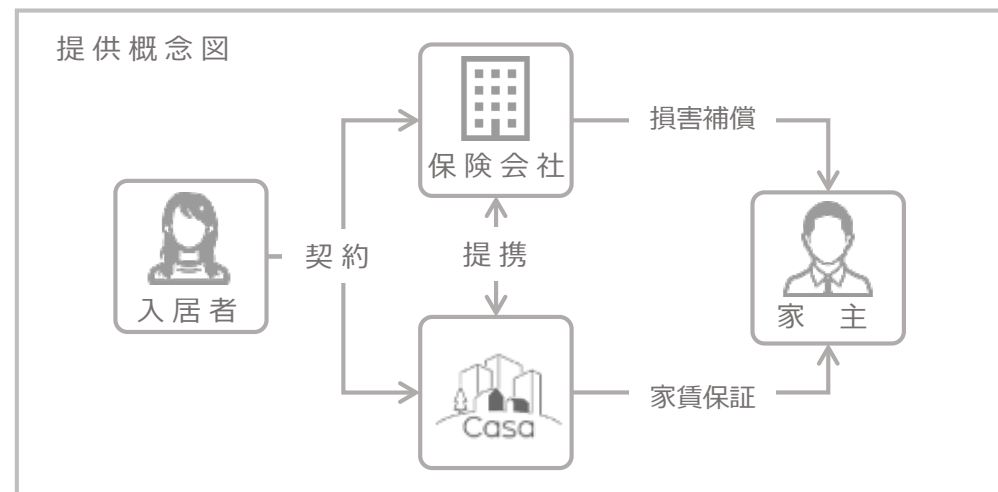 提供概念図
保険会社
損害補償
入居者
契約
提携
家 主
Casa
家賃保証